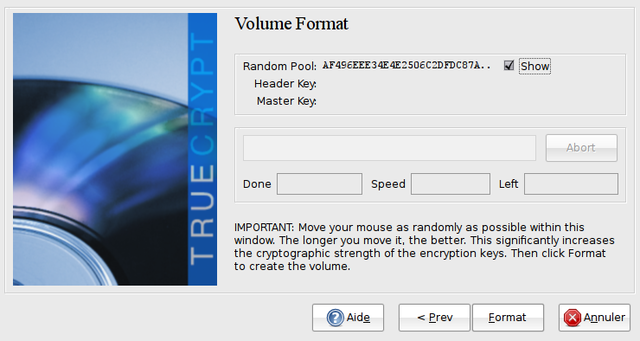 Volume Format
Random Pool: AF496EEE34E4E2506C2DFDC87A.. Show
Header Key:
Master Key:
Abort
Done Speed Left
IMPORTANT: Move your mouse as randomly as possible within this
window. The longer you move it, the better. This significantly increases
the cryptographic strength of the encryption keys. Then click Format
to create the volume.
TRUECRYPT
Aide < Prev Format Annuler